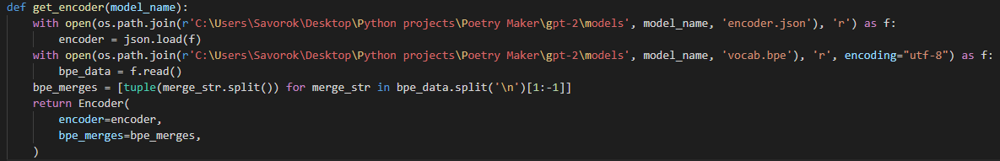 def get_encoder(model_name):
    with open(os.path.join(r'C:\Users\Savorok\Desktop\Python projects\Poetry Maker\gpt-2\models', model_name, 'encoder.json'), 'r') as f:
        encoder = json.load(f)
    with open(os.path.join(r'C:\Users\Savorok\Desktop\Python projects\Poetry Maker\gpt-2\models', model_name, 'vocab.bpe'), 'r', encoding="utf-8") as f:
        bpe_data = f.read()
    bpe_merges = [tuple(merge_str.split()) for merge_str in bpe_data.split('\n')[1:-1]]
    return Encoder(
        encoder=encoder,
        bpe_merges=bpe_merges,
    )